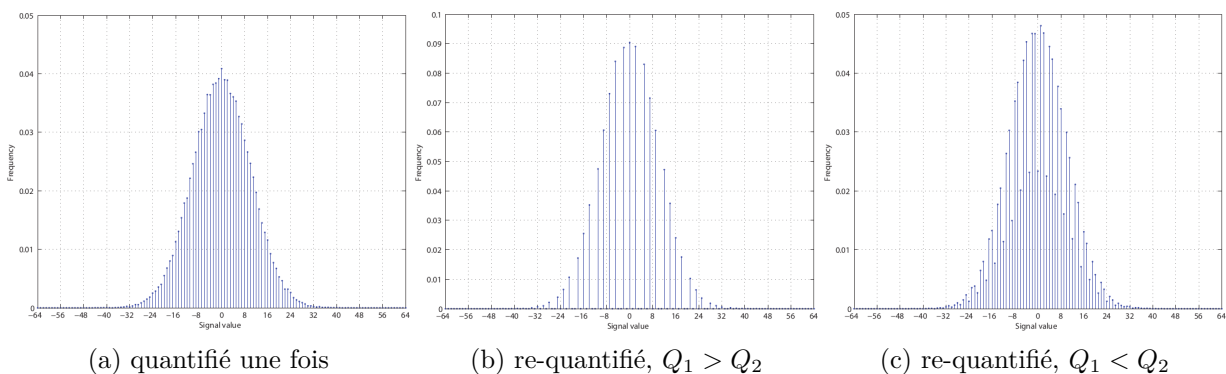 0.05
0.04
0.03
0.02
0.01
0
Frequency
−64 −56 −48 −40 −32 −24 −16 −8 0 8 16 24 32 40 48 56 64
Signal value
(a) quantifié une fois
0.1
0.09
0.08
0.07
0.06
0.05
0.04
0.03
0.02
0.01
0
Frequency
−64 −56 −48 −40 −32 −24 −16 −8 0 8 16 24 32 40 48 56 64
Signal value
(b) re-quantifié, Q1 > Q2
0.05
0.04
0.03
0.02
0.01
0
Frequency
−64 −56 −48 −40 −32 −24 −16 −8 0 8 16 24 32 40 48 56 64
Signal value
(c) re-quantifié, Q1 < Q2